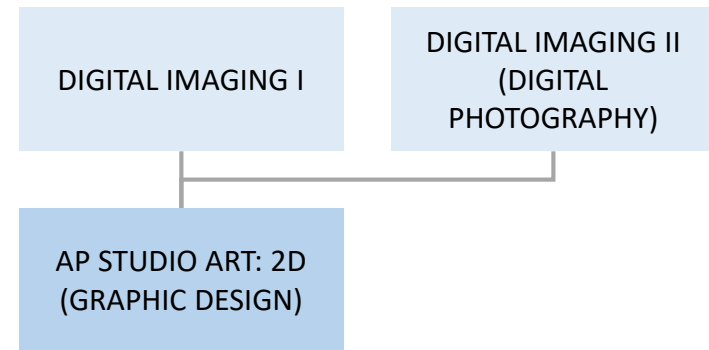 DIGITAL IMAGING I
DIGITAL IMAGING II
(DIGITAL
PHOTOGRAPHY)
AP STUDIO ART: 2D
(GRAPHIC DESIGN)